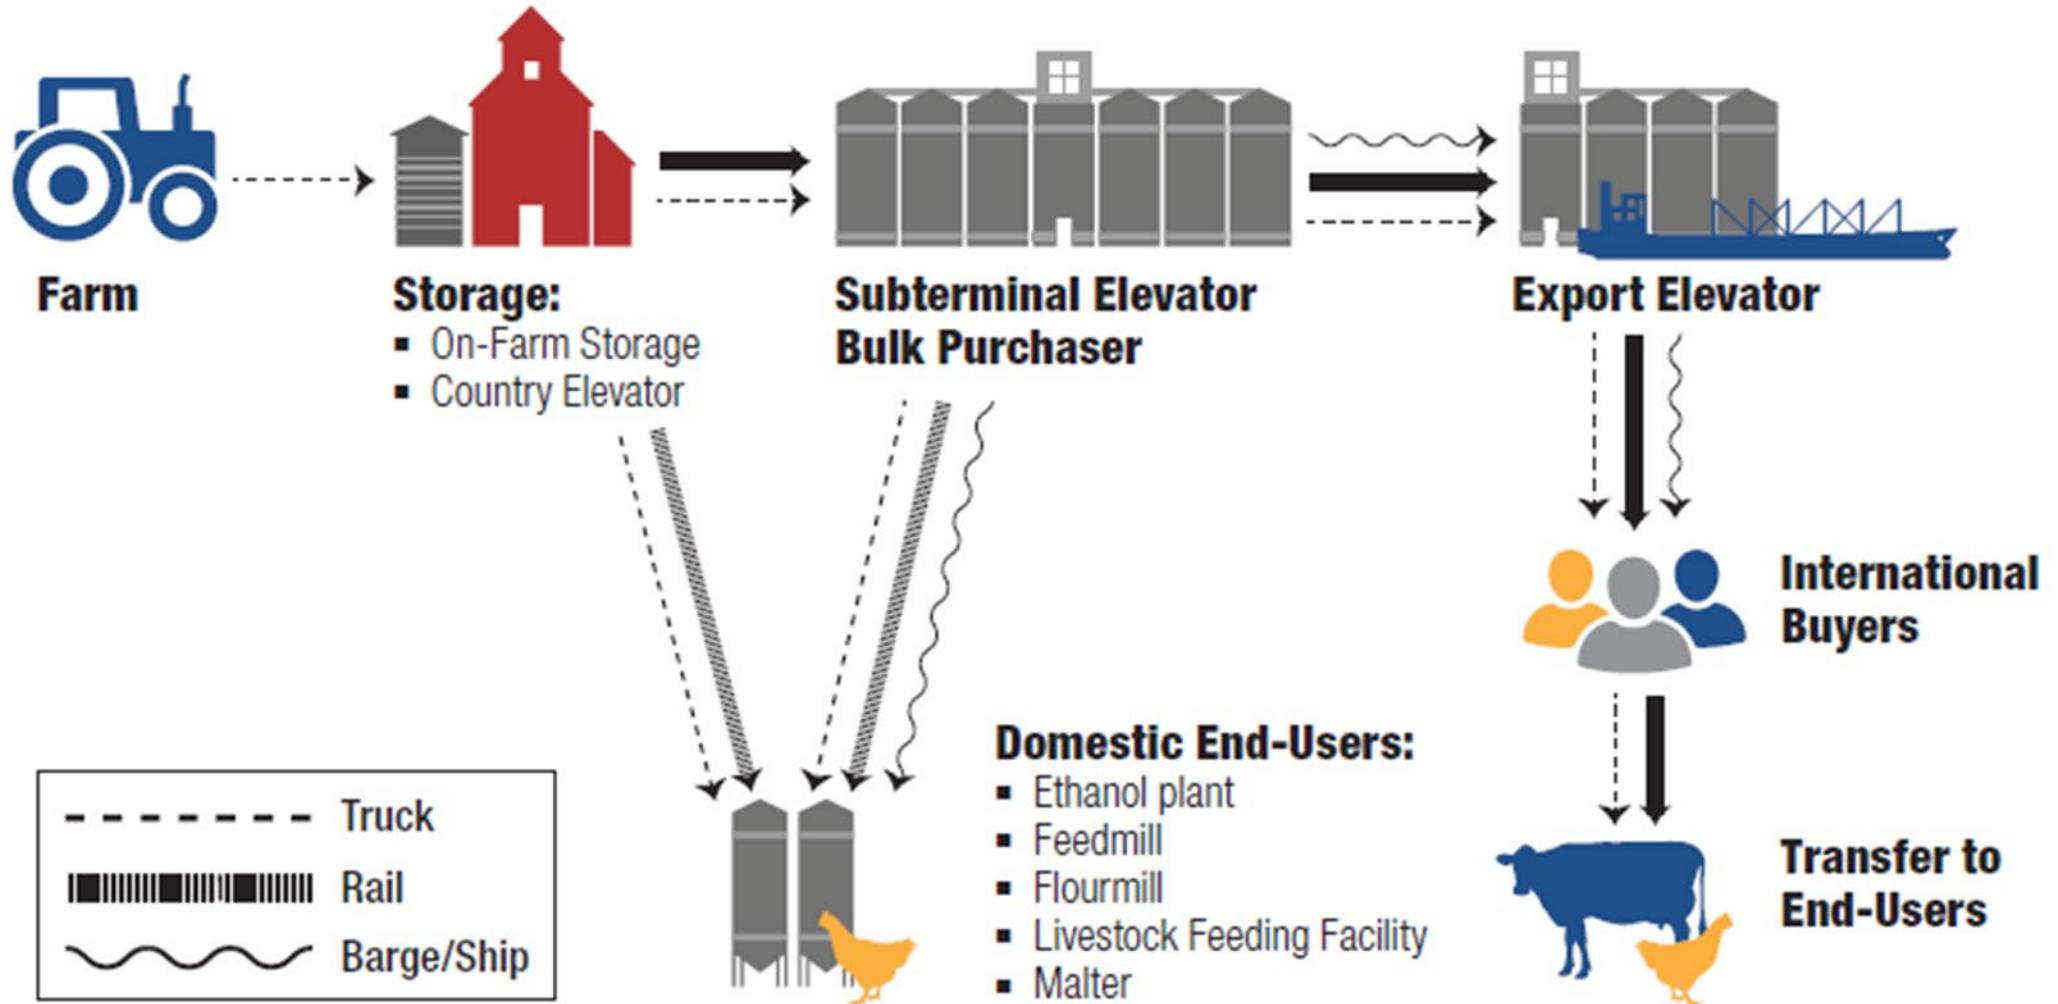 Farm
Storage:
▪ On-Farm Storage
▪ Country Elevator
Subterminal Elevator
Bulk Purchaser
Export Elevator
International
Buyers
Domestic End-Users:
▪ Ethanol plant
▪ Feedmill
▪ Flourmill
▪ Livestock Feeding Facility
▪ Malter
Transfer to
End-Users
Truck
Rail
Barge/Ship